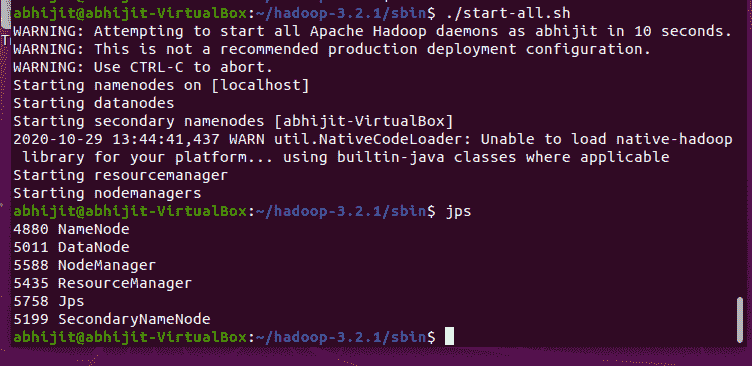 abhijit@abhijit-VirtualBox:~/hadoop-3.2.1/sbin$ ./start-all.sh
WARNING: Attempting to start all Apache Hadoop daemons as abhijit in 10 seconds.
WARNING: This is not a recommended production deployment configuration.
WARNING: Use CTRL-C to abort.
Starting namenodes on [localhost]
Starting datanodes
Starting secondary namenodes [abhijit-VirtualBox]
2020-10-29 13:44:41,437 WARN util.NativeCodeLoader: Unable to load native-hadoop
 library for your platform... using builtin-java classes where applicable
Starting resourcemanager
Starting nodemanagers
abhijit@abhijit-VirtualBox:~/hadoop-3.2.1/sbin$ jps
4880 NameNode
5011 DataNode
5588 NodeManager
5435 ResourceManager
5758 Jps
5199 SecondaryNameNode
abhijit@abhijit-VirtualBox:~/hadoop-3.2.1/sbin$